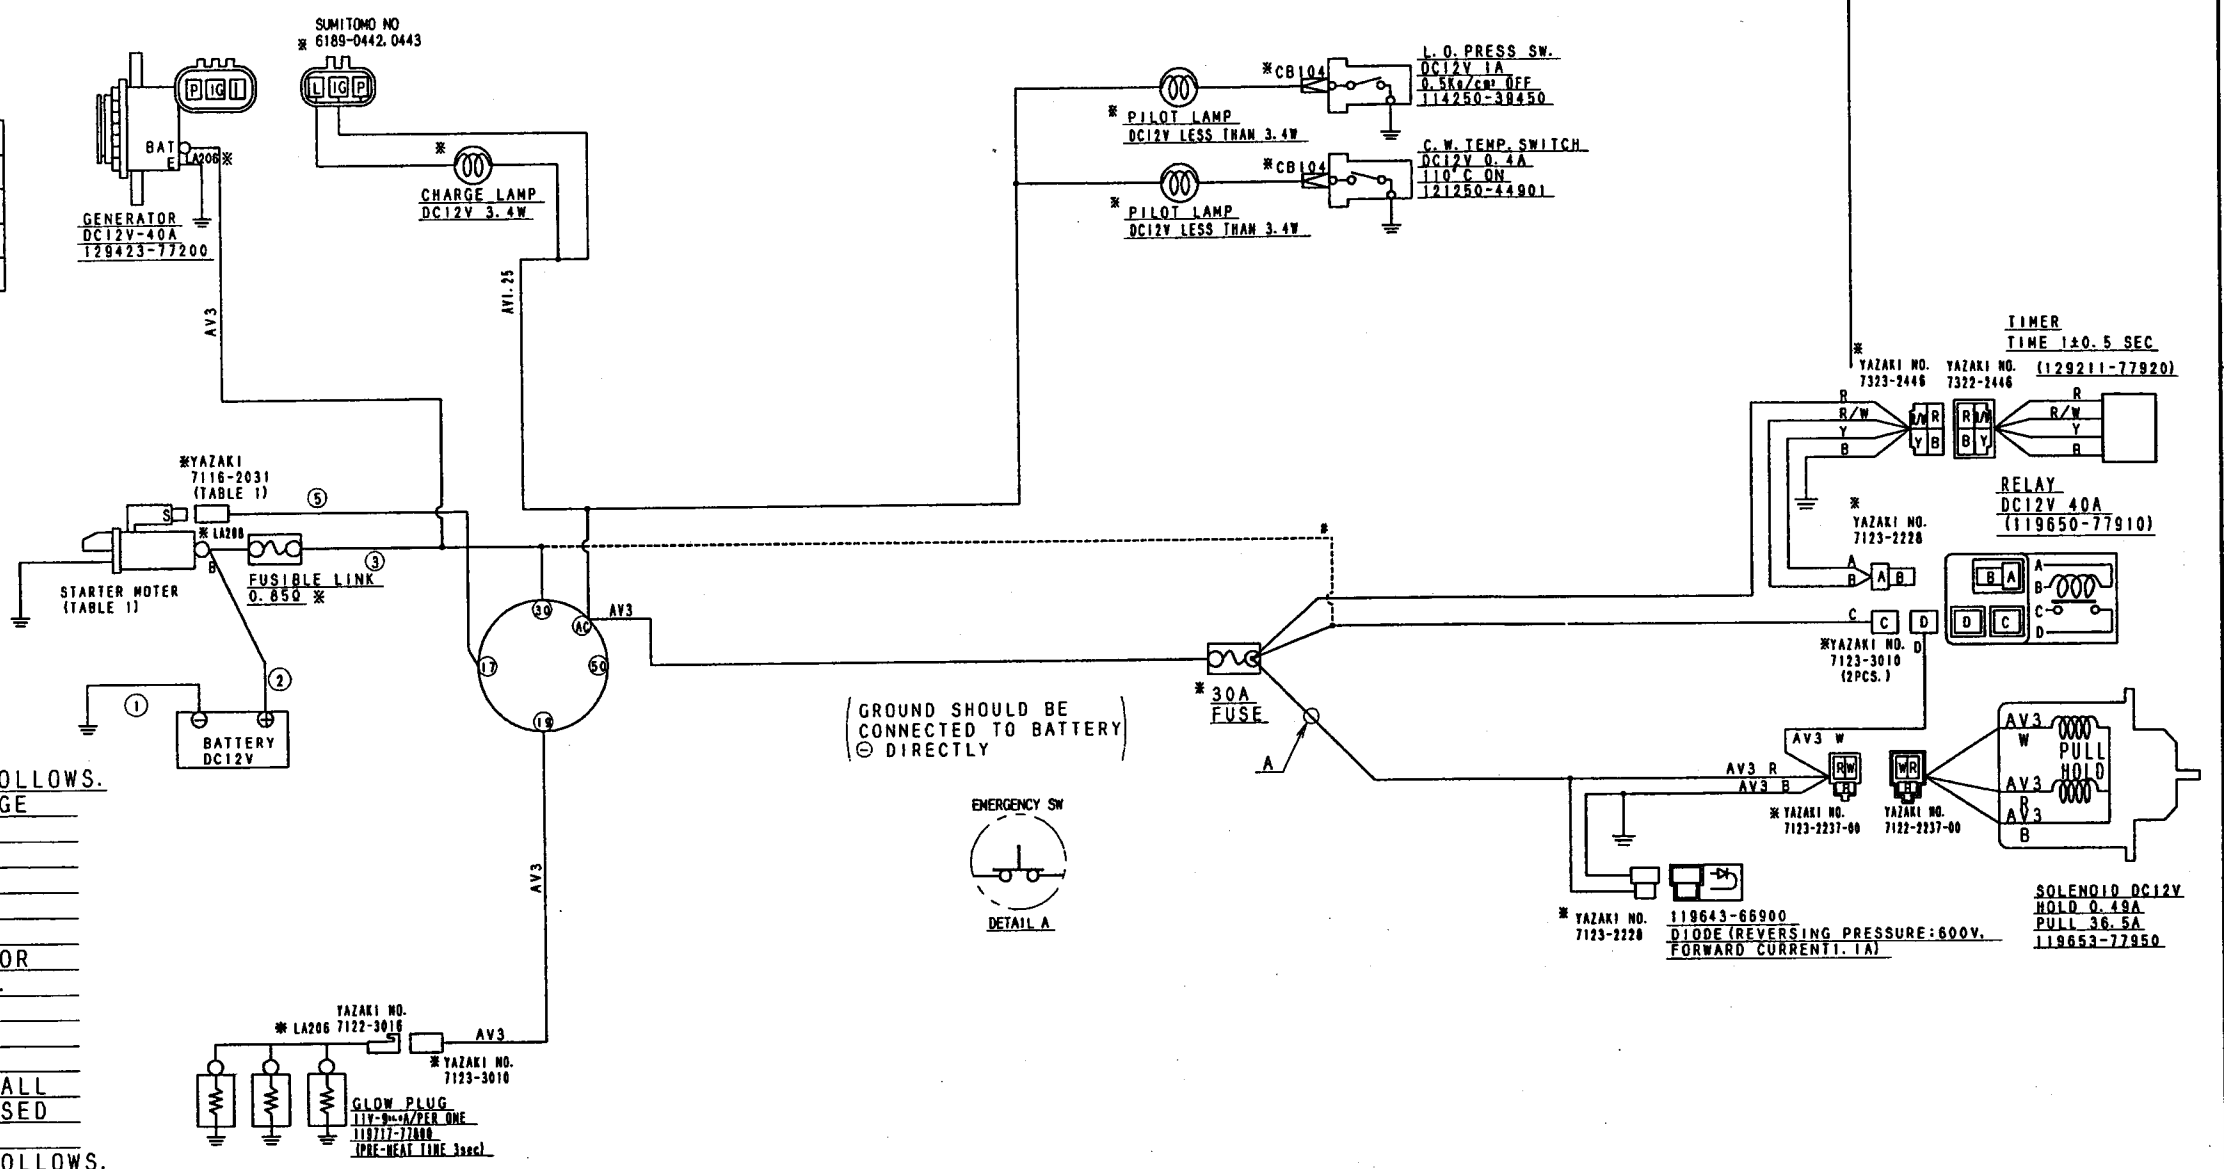 SUMITOMO NO
※ 6189-0442.0443
P IG L
L IG P
BAT
E
LA206 ※
GENERATOR
DC12V-40A
129423-77200
※
CHARGE LAMP
DC12V 3.4W
AV3
AV1.25
※
PILOT LAMP
DC12V LESS THAN 3.4W
※CB104
L.O.PRESS SW.
DC12V 1A
0.5Kg/cm² OFF
114250-39450
※
PILOT LAMP
DC12V LESS THAN 3.4W
※CB104
C.W.TEMP.SWITCH
DC12V 0.4A
110°C ON
121250-44901
TIMER
TIME 1±0.5 SEC
(129211-77920)
※
YAZAKI NO.
7323-2446
YAZAKI NO.
7322-2446
R
R/W
Y
B
R/W R
Y B
R R/W
B Y
R
R/W
Y
B
RELAY
DC12V 40A
(119650-77910)
※
YAZAKI NO.
7123-2228
A
B
A B
B A
A
B
C
D
C
C
D
D C
※YAZAKI NO.
7123-3010
(2PCS.)
D
※YAZAKI
7116-2031
(TABLE 1)
5
S
※ LA208
B
STARTER MOTER
(TABLE 1)
FUSIBLE LINK
0.85Q ※
3
※
1
2
⊖ ⊕
BATTERY
DC12V
30
AC
17
50
19
AV3
※
30A
FUSE
A
(GROUND SHOULD BE
CONNECTED TO BATTERY
⊖ DIRECTLY)
EMERGENCY SW
DETAIL A
AV3 W
AV3 R
AV3 B
R W
B
W R
B
※ YAZAKI NO.
7123-2237-00
YAZAKI NO.
7122-2237-00
AV3
W
PULL
HOLD
AV3
R
AV3
B
SOLENOID DC12V
HOLD 0.49A
PULL 36.5A
119653-77950
※ YAZAKI NO.
7123-2228
119643-66900
DIODE(REVERSING PRESSURE:600V,
FORWARD CURRENT1.1A)
AV3
AV3
※ LA206
YAZAKI NO.
7122-3016
※ YAZAKI NO.
7123-3010
GLOW PLUG
(PRE-HEAT TIME 3sec)
OLLOWS.
GE
OR
ALL
SED
OLLOWS.